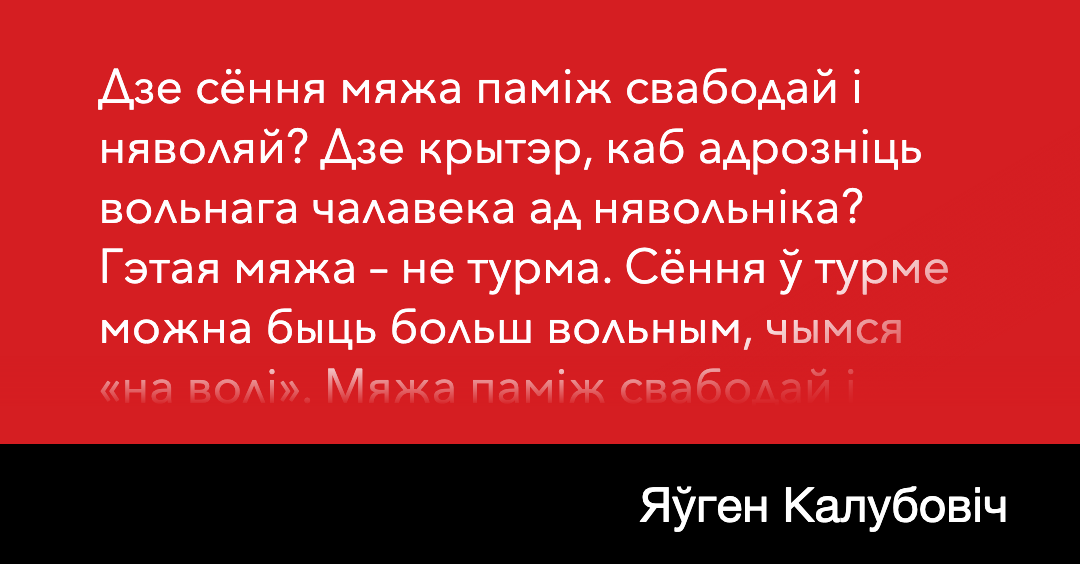 Дзе сёння мяжа паміж свабодай і
няволяй? Дзе крытэр, каб адрозніць
вольнага чалавека ад нявольніка?
Гэтая мяжа – не турма. Сёння ў турме
можна быць больш вольным, чымся
«на волі». Мяжа паміж свабодай і
Яўген Калубовіч